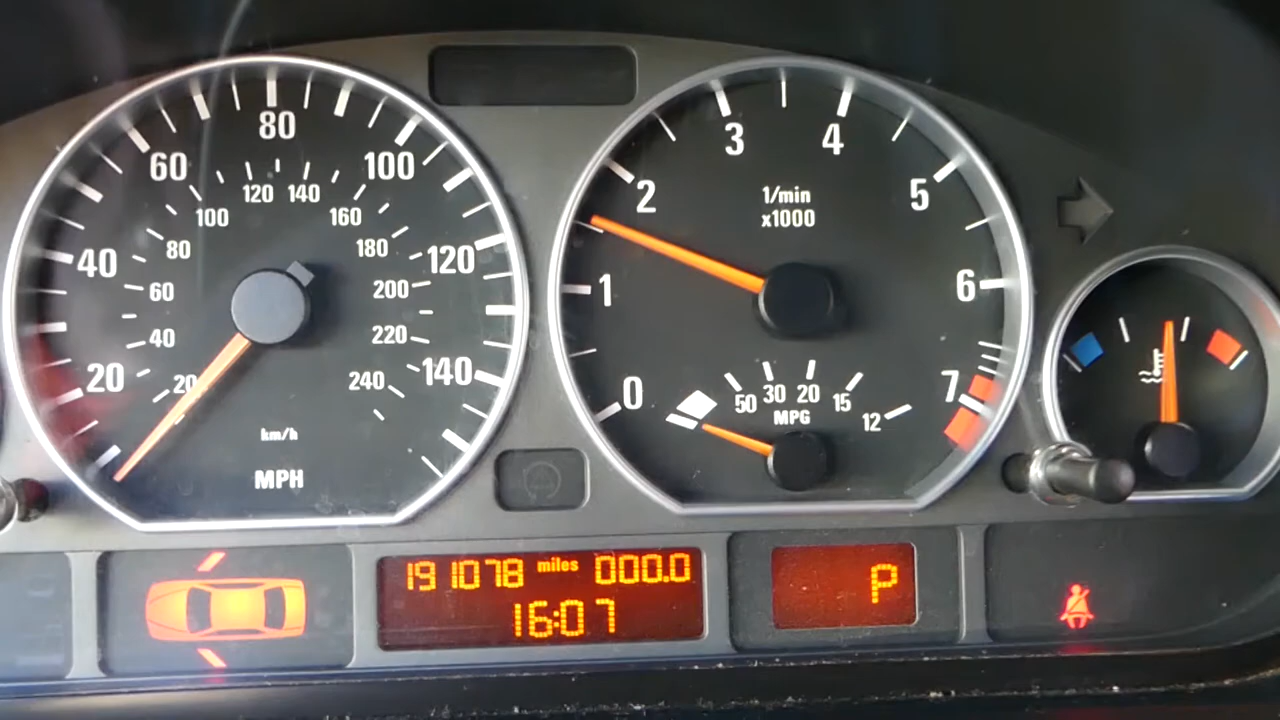 20 40 60 80 100 120 140
20 40 60 80 100 120 140 160 180 200 220 240
km/h
MPH
0 1 2 3 4 5 6 7
1/min
x1000
50 30 20 15 12
MPG
191078 miles 000.0
16:07
P